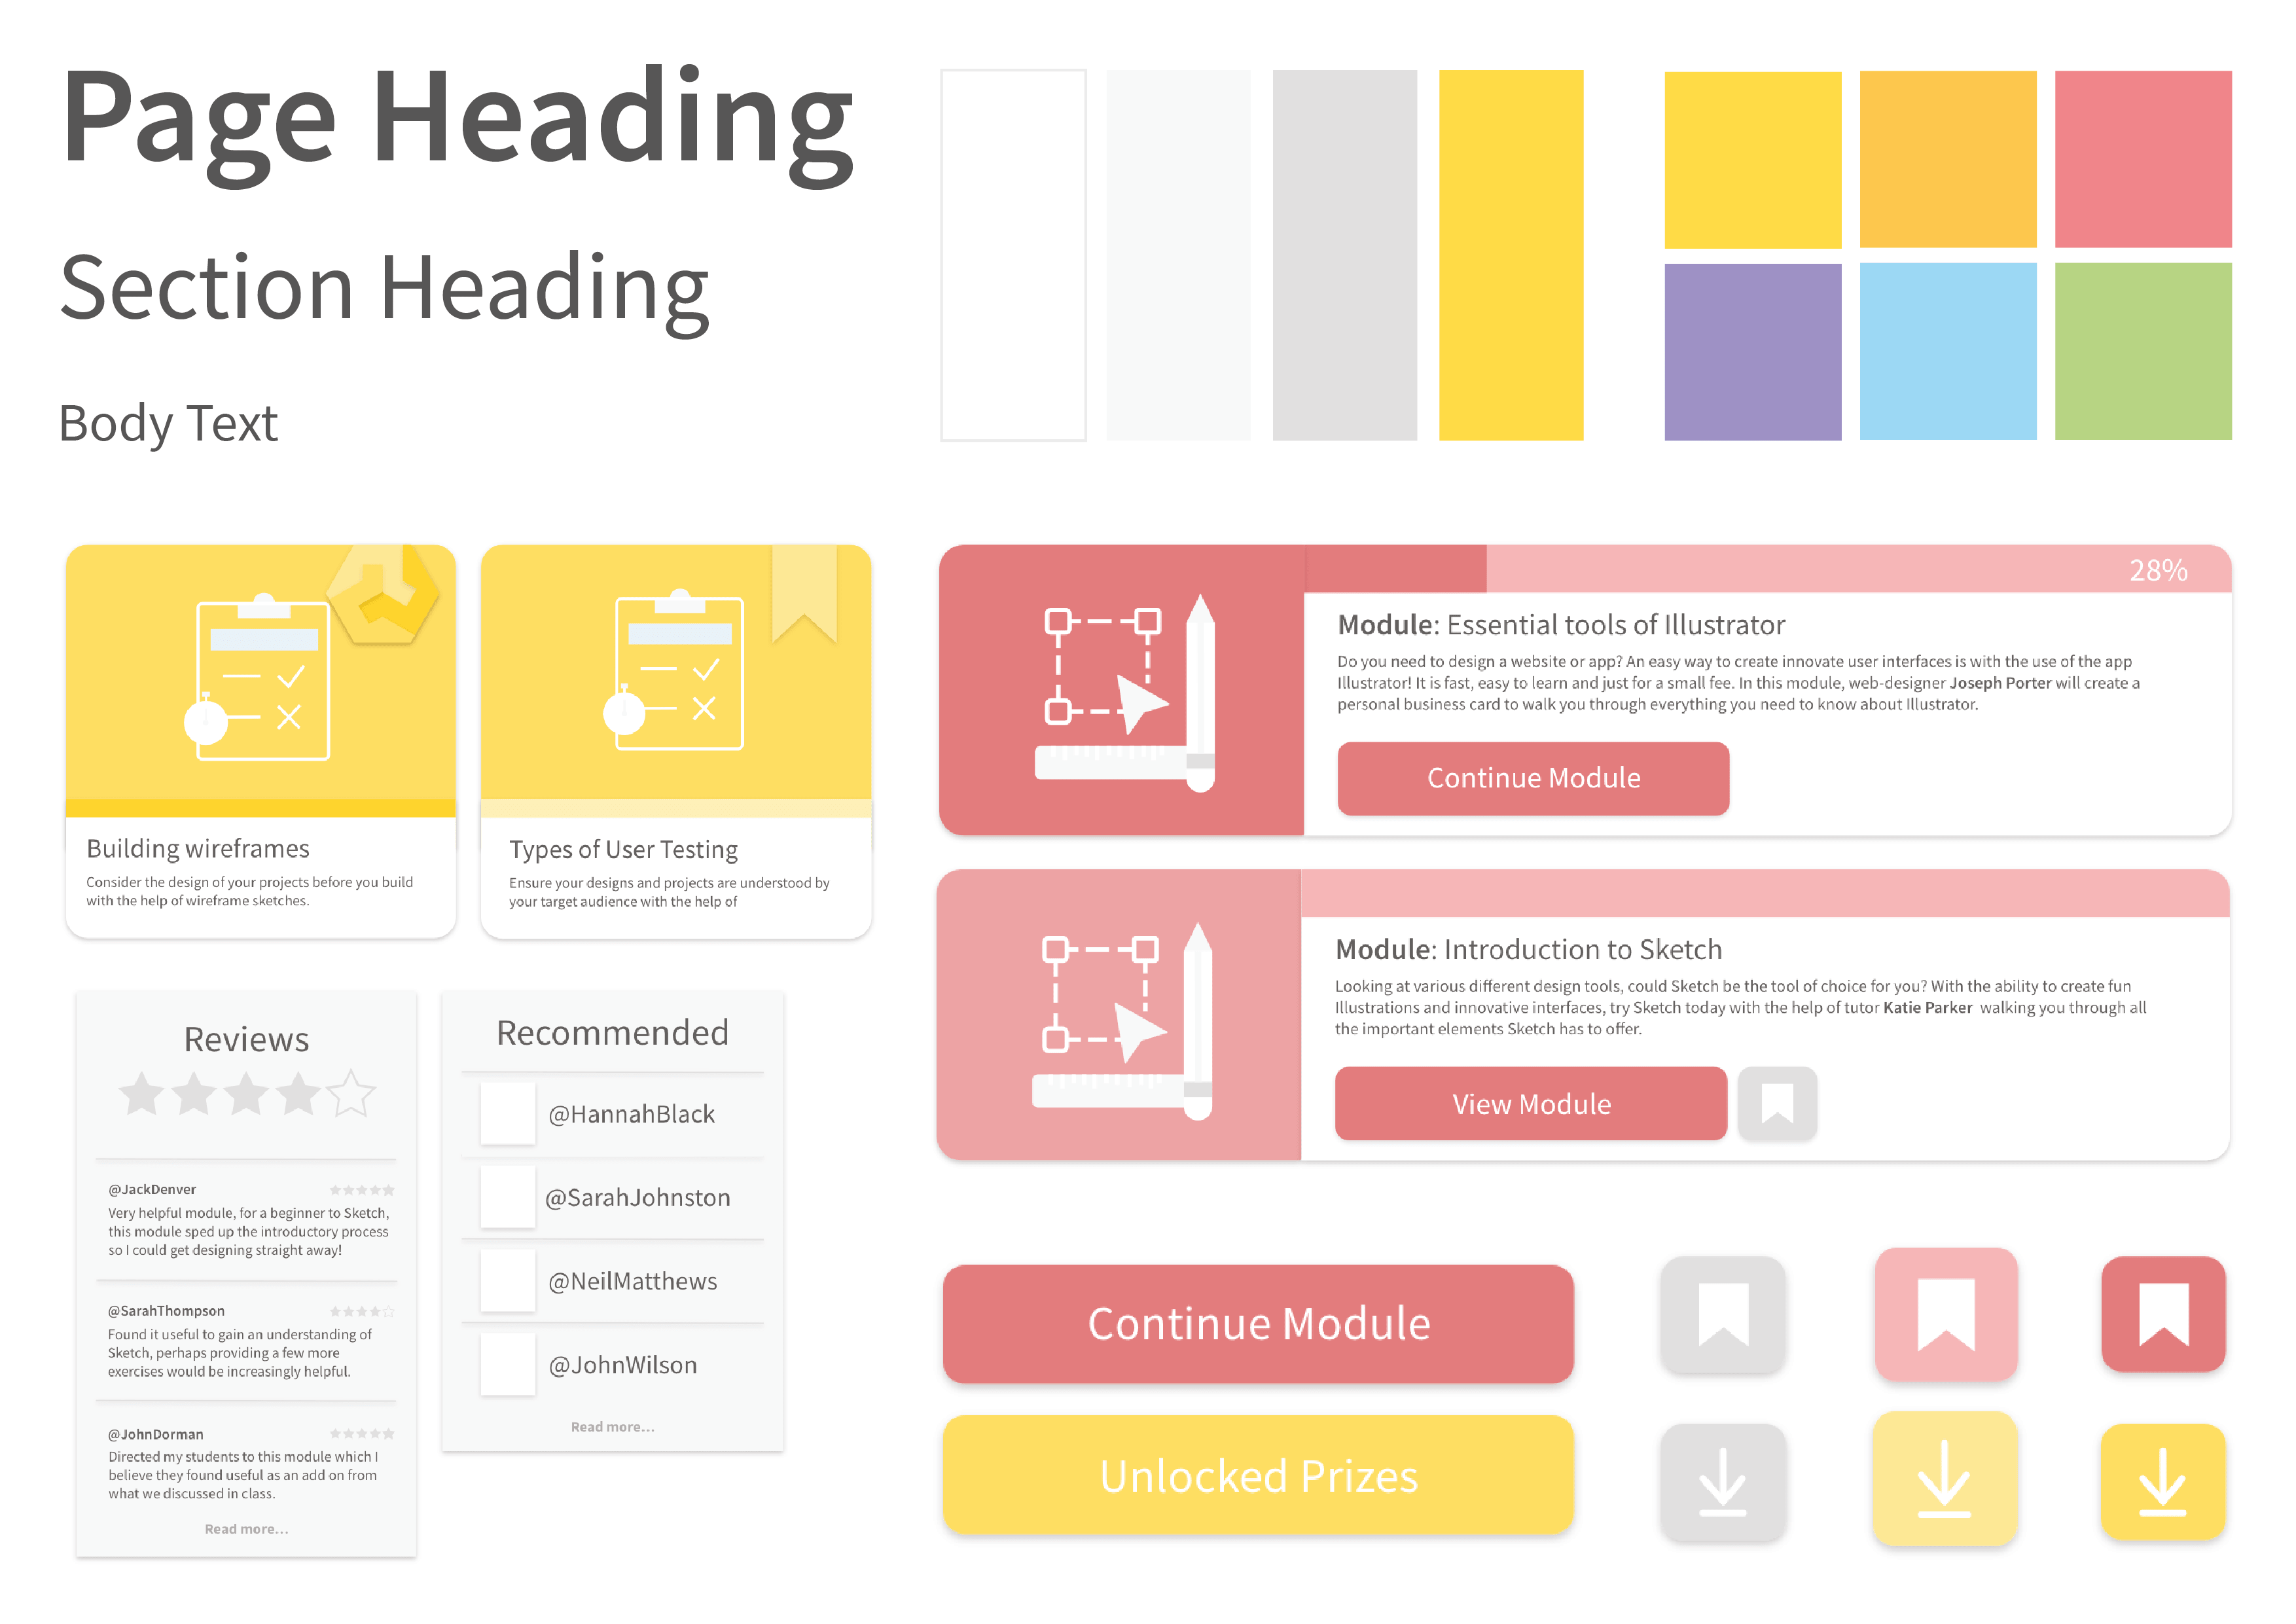 Page Heading
Section Heading
Body Text
Building wireframes
Consider the design of your projects before you build
with the help of wireframe sketches.
Types of User Testing
Ensure your designs and projects are understood by
your target audience with the help of
28%
Module: Essential tools of Illustrator
Do you need to design a website or app? An easy way to create innovate user interfaces is with the use of the app
Illustrator! It is fast, easy to learn and just for a small fee. In this module, web-designer Joseph Porter will create a
personal business card to walk you through everything you need to know about Illustrator.
Continue Module
Module: Introduction to Sketch
Looking at various different design tools, could Sketch be the tool of choice for you? With the ability to create fun
Illustrations and innovative interfaces, try Sketch today with the help of tutor Katie Parker walking you through all
the important elements Sketch has to offer.
View Module
Reviews
@JackDenver
Very helpful module, for a beginner to Sketch,
this module sped up the introductory process
so I could get designing straight away!
@SarahThompson
Found it useful to gain an understanding of
Sketch, perhaps providing a few more
exercises would be increasingly helpful.
@JohnDorman
Directed my students to this module which I
believe they found useful as an add on from
what we discussed in class.
Read more...
Recommended
@HannahBlack
@SarahJohnston
@NeilMatthews
@JohnWilson
Read more...
Continue Module
Unlocked Prizes